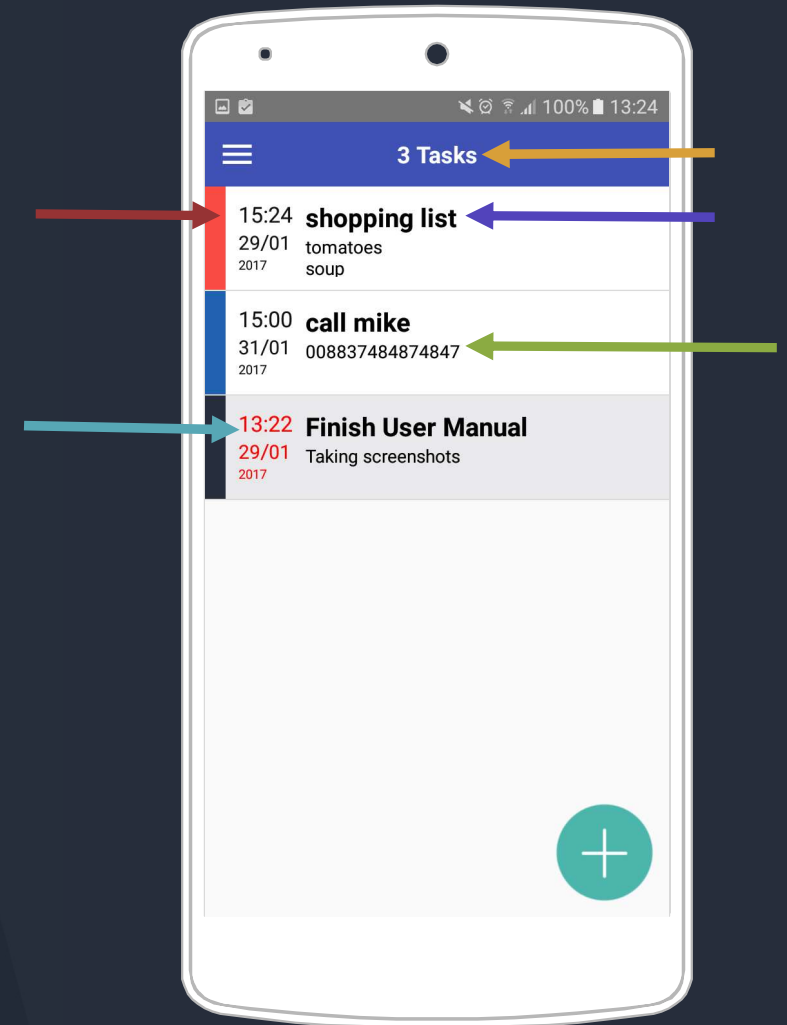 100% 13:24
3 Tasks
15:24 shopping list
29/01 tomatoes
2017 soup
15:00 call mike
31/01 008837484874847
2017
13:22 Finish User Manual
29/01 Taking screenshots
2017